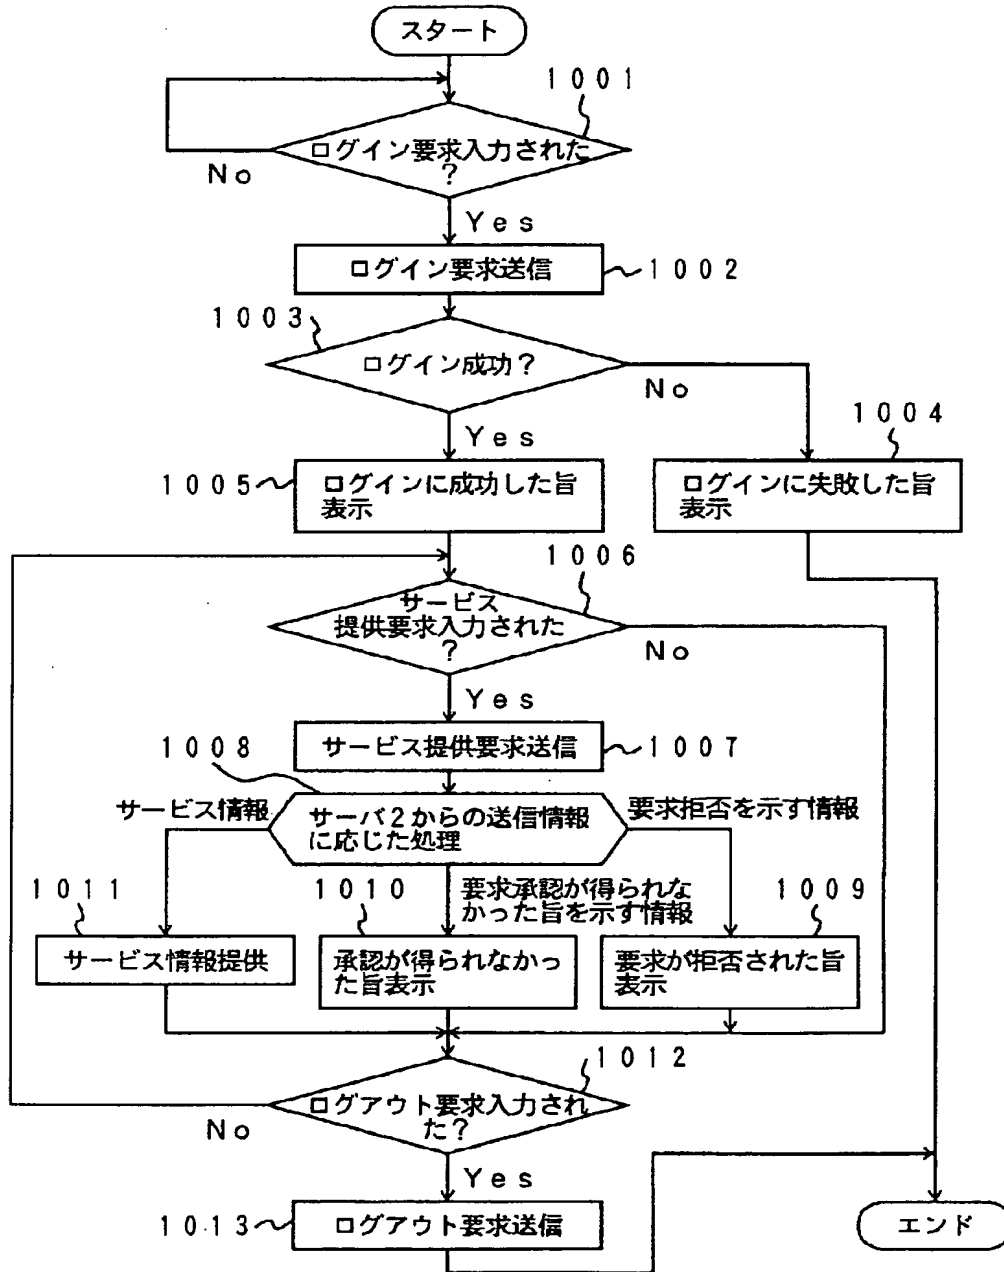 スタート
1001
ログイン要求入力された
?
No
Yes
ログイン要求送信
1002
1003
ログイン成功?
No
Yes
1004
1005
ログインに成功した旨
表示
ログインに失敗した旨
表示
1006
サービス
提供要求入力された
?
No
Yes
1008
サービス提供要求送信
1007
サービス情報
サーバ2からの送信情報
に応じた処理
要求拒否を示す情報
1011
1010
要求承認が得られな
かった旨を示す情報
1009
サービス情報提供
承認が得られなかっ
た旨表示
要求が拒否された旨
表示
1012
ログアウト要求入力され
た?
No
Yes
1013
ログアウト要求送信
エンド